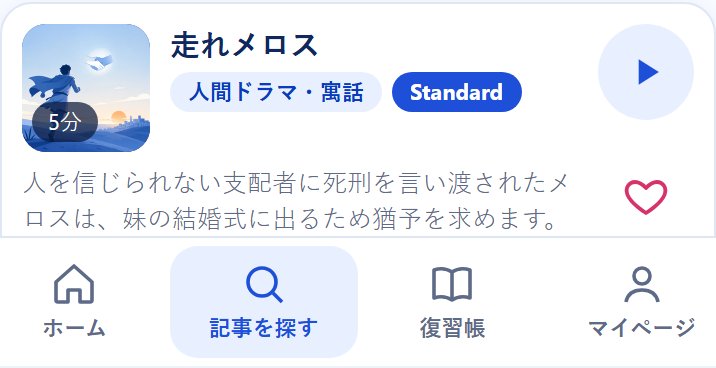 走れメロス
人間ドラマ・寓話
Standard
5分
人を信じられない支配者に死刑を言い渡されたメ
ロスは、妹の結婚式に出るため猶予を求めます。
ホーム
記事を探す
復習帳
マイページ